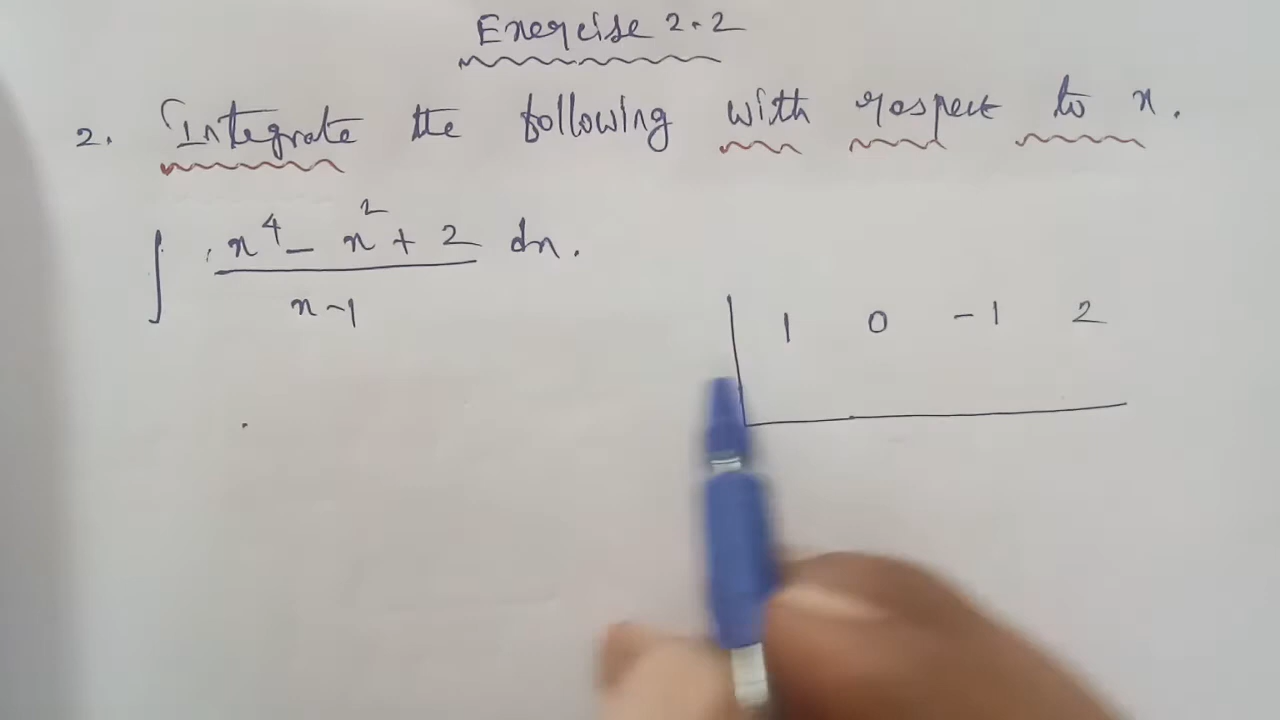 Exercise 2.2
2. Integrate the following with respect to x.
∫ x⁴ - x² + 2 / x - 1 dx.
1 0 -1 2